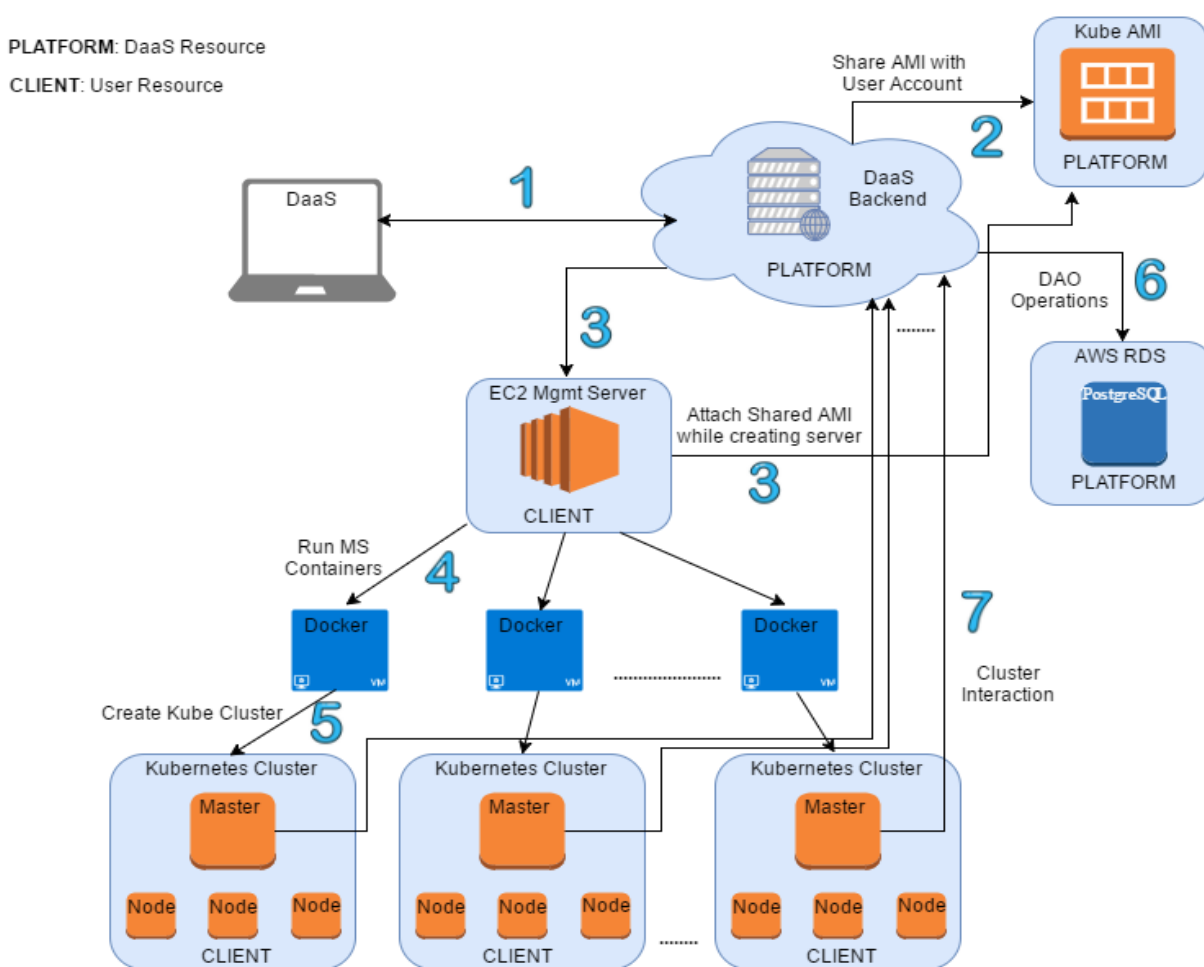 PLATFORM: DaaS Resource
CLIENT: User Resource
Kube AMI
PLATFORM
Share AMI with
User Account
2
1
DaaS
DaaS
Backend
PLATFORM
DAO
Operations
6
3
AWS RDS
PostgreSQL
PLATFORM
EC2 Mgmt Server
CLIENT
Attach Shared AMI
while creating server
3
Run MS
Containers
4
Docker
VM
Docker
VM
Docker
VM
.......................
........
7
Cluster
Interaction
Create Kube Cluster
5
Kubernetes Cluster
Master
Node
Node
Node
CLIENT
Kubernetes Cluster
Master
Node
Node
Node
CLIENT
........
Kubernetes Cluster
Master
Node
Node
Node
CLIENT